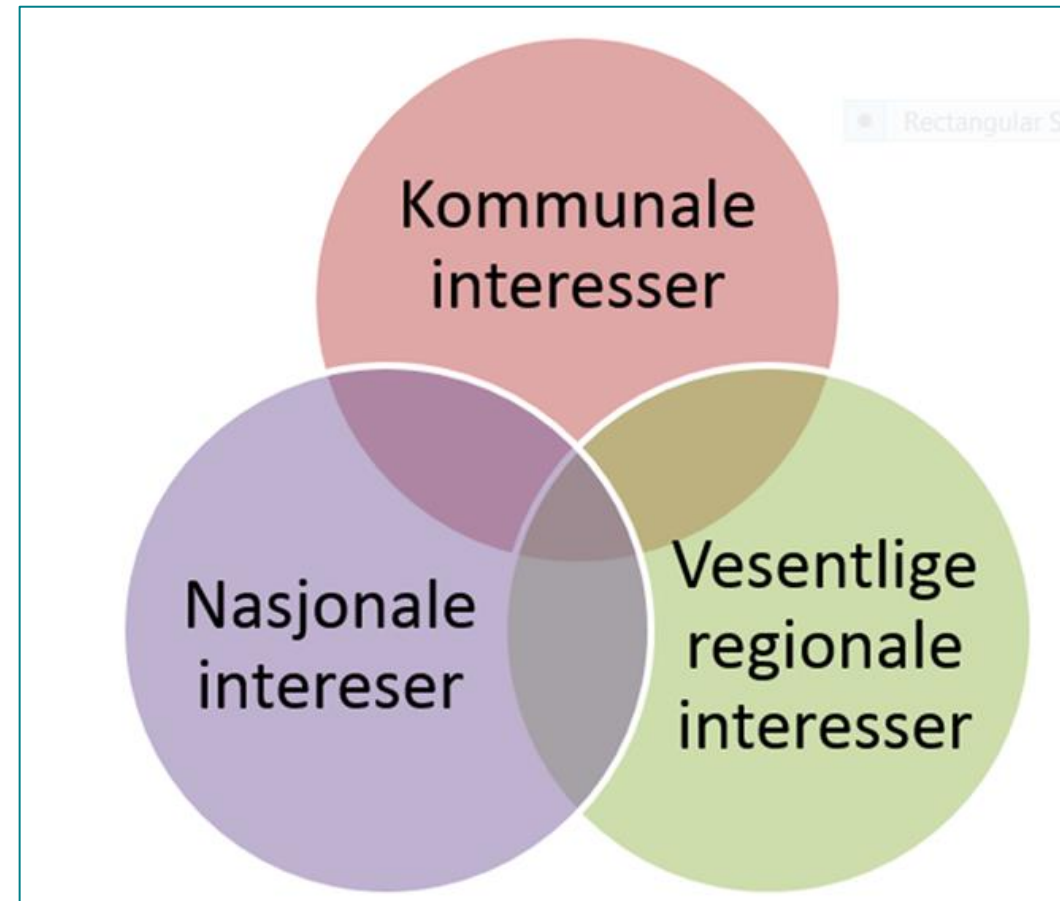 Rectangular S
Kommunale
interesser
Nasjonale
intereser
Vesentlige
regionale
interesser